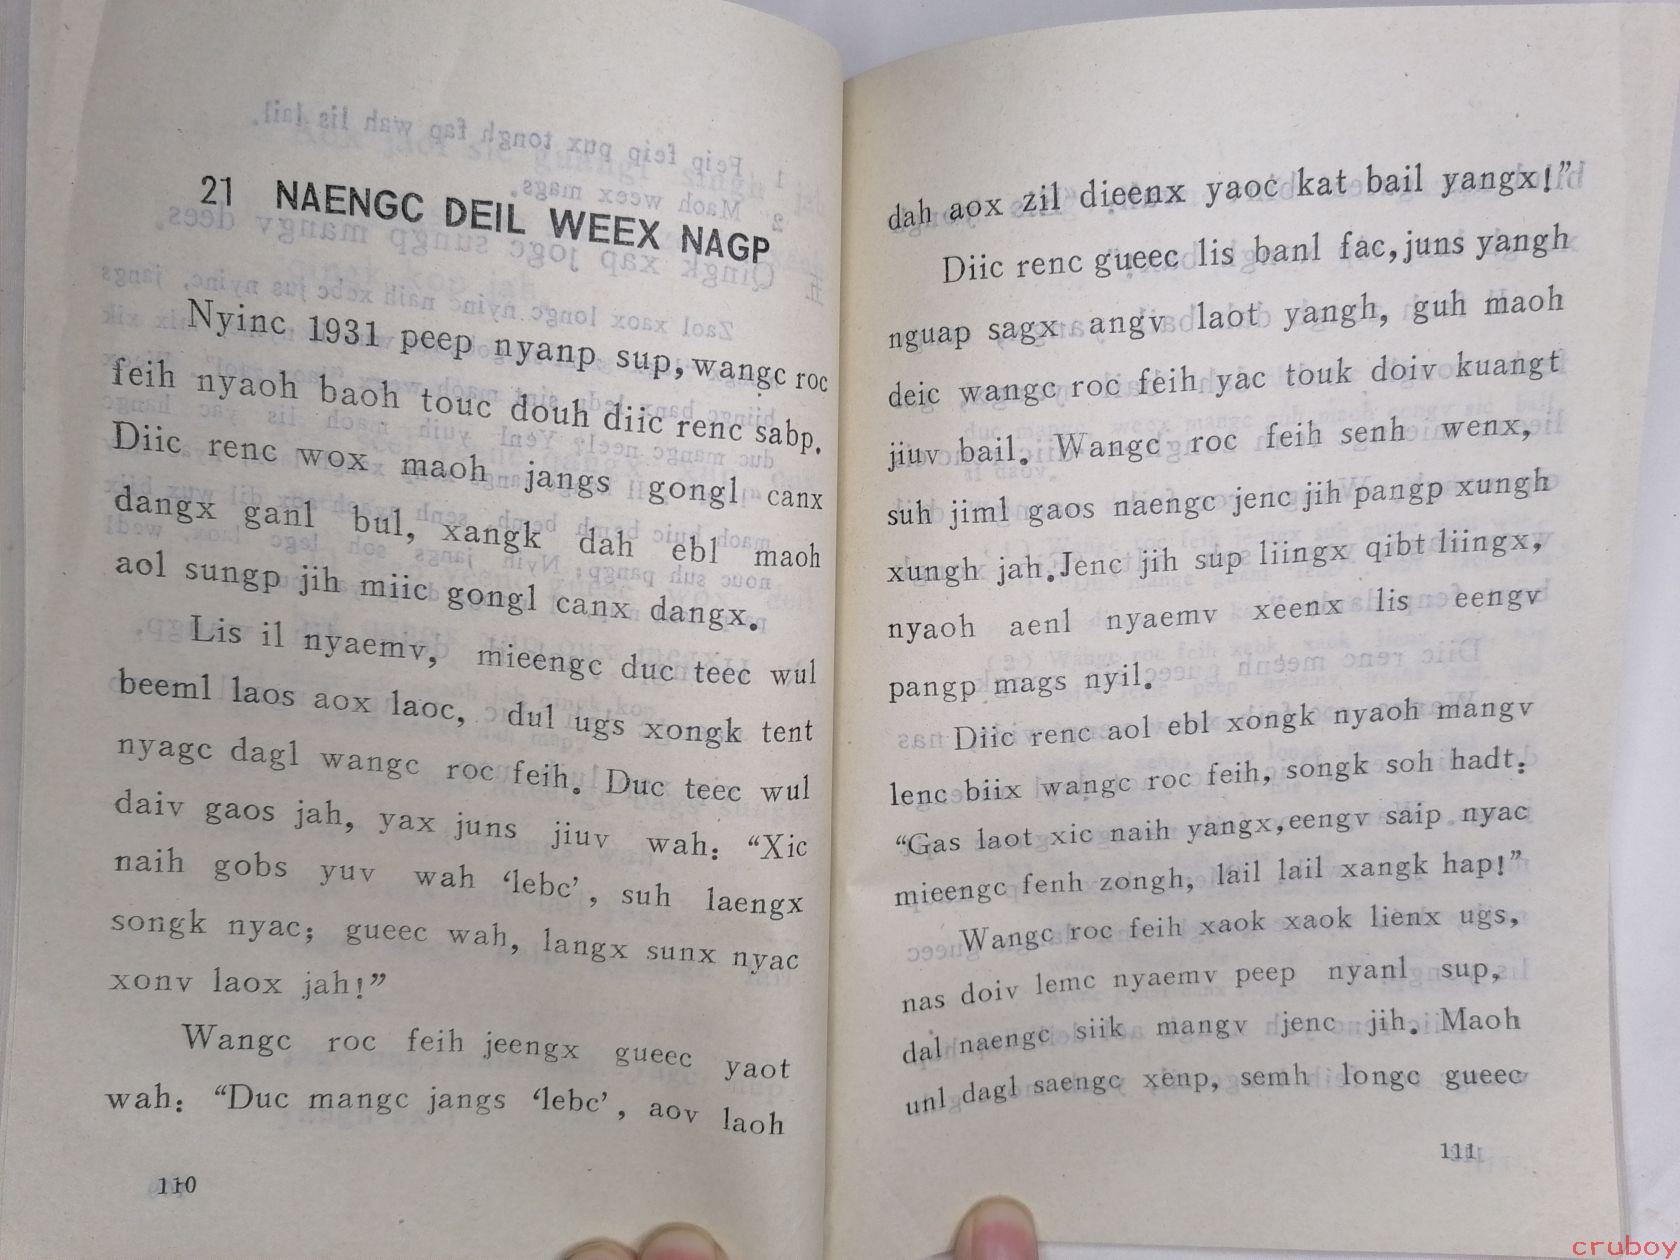 21 NAENGC DEIL WEEX NAGP
Nyinc 1931 peep nyanp sup, wangc roc
feih nyaoh baoh touc douh diic renc sabp.
Diic renc wox maoh jangs gongl canx
dangx ganl bul, xangk dah ebl maoh
aol sungp jih miic gongl canx dangx.
Lis il nyaemv, mieengc duc teec wul
beeml laos aox laoc, dul ugs xongk tent
nyagc dagl wangc roc feih. Duc teec wul
daiv gaos jah, yax juns jiuv wah: “Xic
naih gobs yuv wah ‘lebc’, suh laengx
songk nyac; gueec wah, langx sunx nyac
xonv laox jah!”
Wangc roc feih jeengx gueec yaot
wah: “Duc mangc jangs ‘lebc’, aov laoh
110
dah aox zil dieenx yaoc kat bail yangx!”
Diic renc gueec lis banl fac, juns yangh
nguap sagx angv laot yangh, guh maoh
deic wangc roc feih yac touk doiv kuangt
jiuv bail. Wangc roc feih senh wenx,
suh jiml gaos naengc jenc jih pangp xungh
xungh jah. Jenc jih sup liingx qibt liingx,
nyaoh aenl nyaemv xeenx lis eengv
pangp mags nyil.
Diic renc aol ebl xongk nyaoh mangv
lenc biix wangc roc feih, songk soh hadt:
“Gas laot xic naih yangx, eengv saip nyac
mieengc fenh zongh, lail lail xangk hap!”
Wangc roc feih xaok xaok lienx ugs,
nas doiv lemc nyaemv peep nyanl sup,
dal naengc siik mangv jenc jih. Maoh
unl dagl saengc xenp, semh longc gueec
111
cruboy